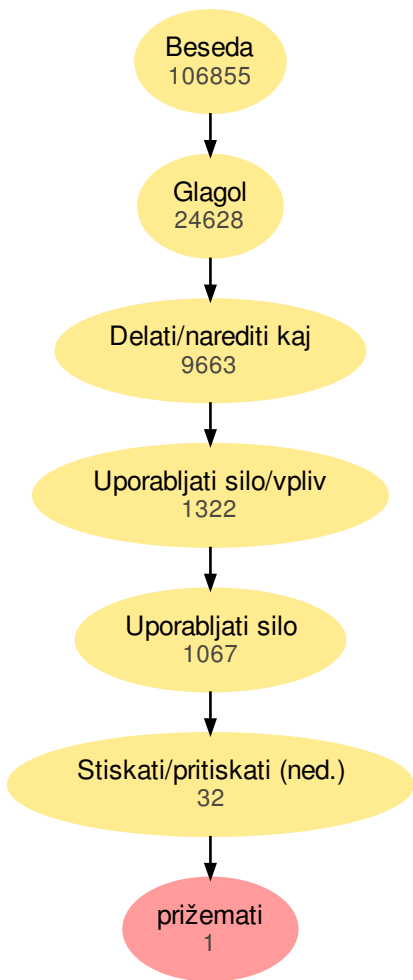 Beseda
106855
Glagol
24628
Delati/narediti kaj
9663
Uporabljati silo/vpliv
1322
Uporabljati silo
1067
Stiskati/pritiskati (ned.)
32
prižemati
1